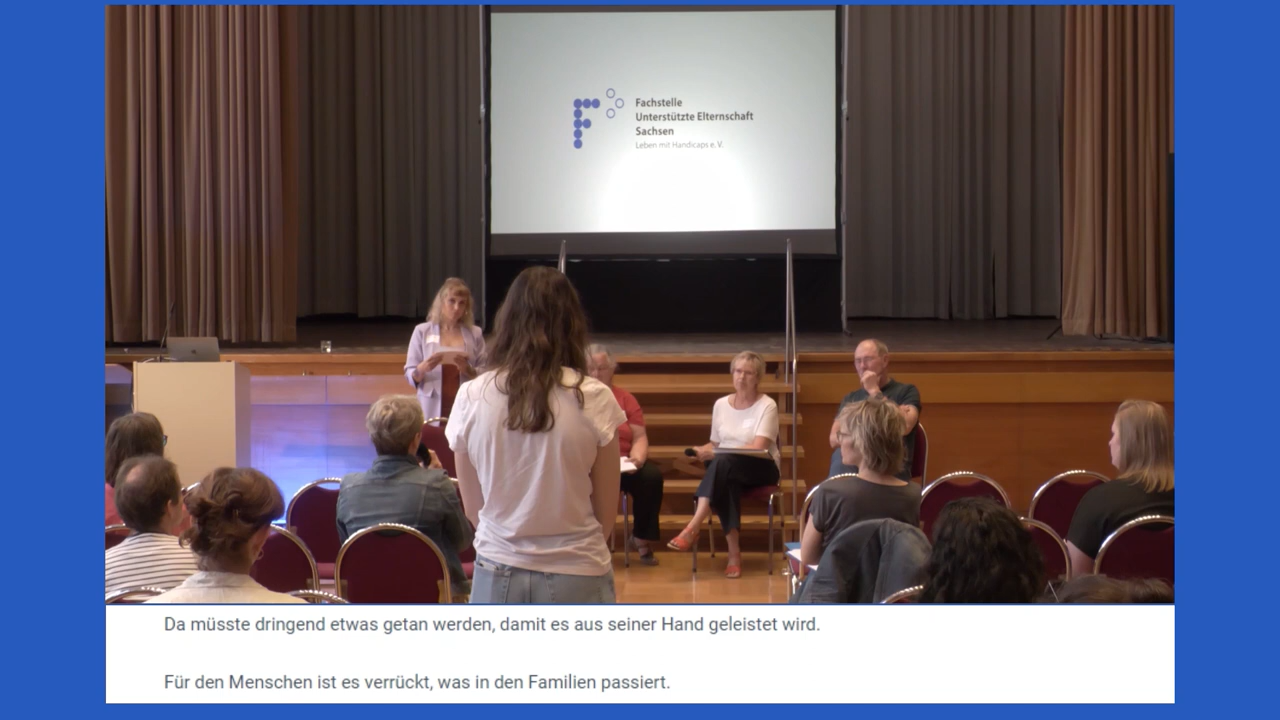 Fachstelle
Unterstützte Elternschaft
Sachsen
Leben mit Handicaps e. V.
Da müsste dringend etwas getan werden, damit es aus seiner Hand geleistet wird.
Für den Menschen ist es verrückt, was in den Familien passiert.